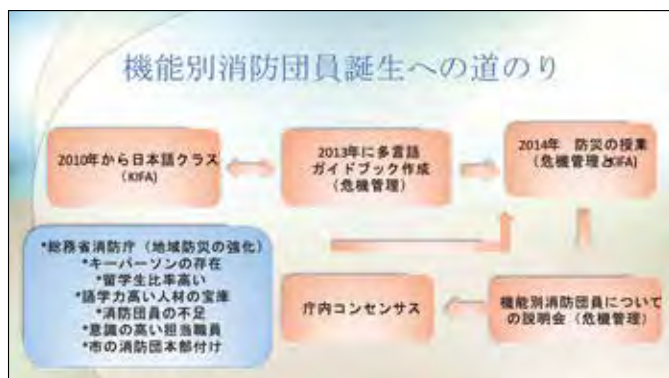 機能別消防団員誕生への道のり
2010年から日本語クラス
(KIFA)
2013年に多言語
ガイドブック作成
(危機管理)
2014年 防災の授業
(危機管理とKIFA)
*総務省消防庁（地域防災の強化）
*キーパーソンの存在
*留学生比率高い
*語学力高い人材の宝庫
*消防団員の不足
*意識の高い担当職員
*市の消防団本部付け
庁内コンセンサス
機能別消防団員について
の説明会（危機管理）